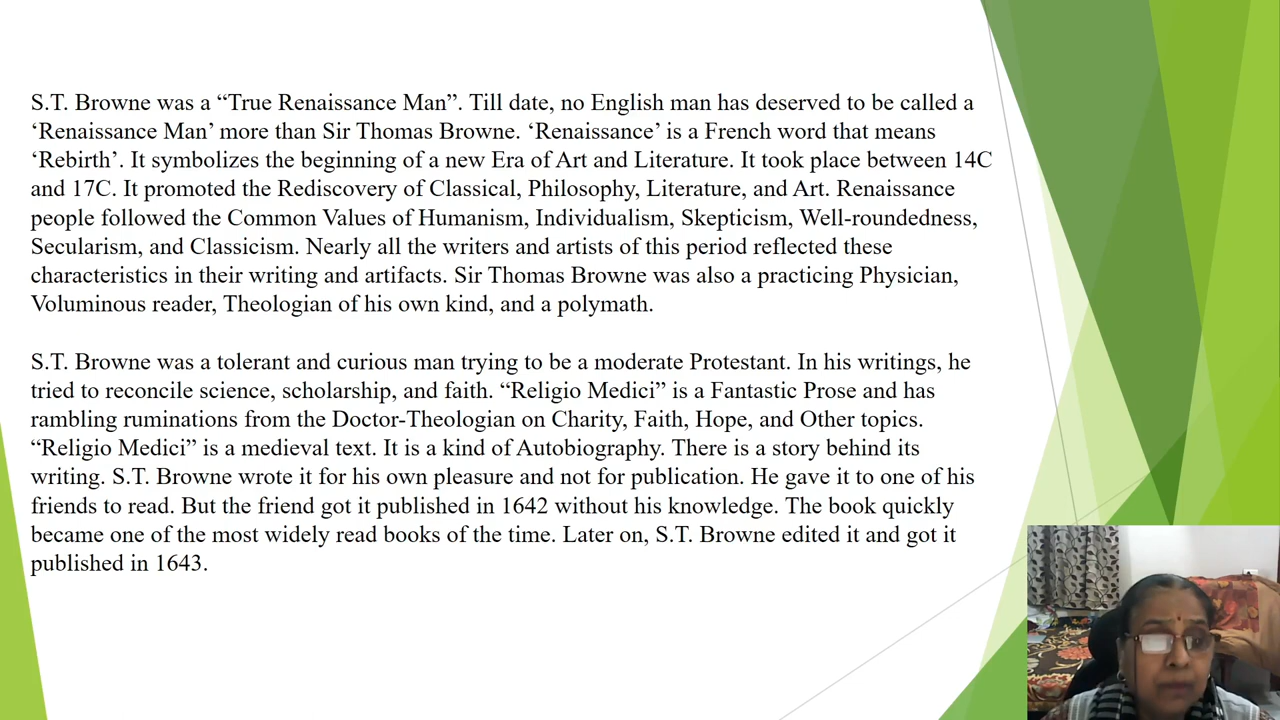 S.T. Browne was a “True Renaissance Man”. Till date, no English man has deserved to be called a
‘Renaissance Man’ more than Sir Thomas Browne. ‘Renaissance’ is a French word that means
‘Rebirth’. It symbolizes the beginning of a new Era of Art and Literature. It took place between 14C
and 17C. It promoted the Rediscovery of Classical, Philosophy, Literature, and Art. Renaissance
people followed the Common Values of Humanism, Individualism, Skepticism, Well-roundedness,
Secularism, and Classicism. Nearly all the writers and artists of this period reflected these
characteristics in their writing and artifacts. Sir Thomas Browne was also a practicing Physician,
Voluminous reader, Theologian of his own kind, and a polymath.
S.T. Browne was a tolerant and curious man trying to be a moderate Protestant. In his writings, he
tried to reconcile science, scholarship, and faith. “Religio Medici” is a Fantastic Prose and has
rambling ruminations from the Doctor-Theologian on Charity, Faith, Hope, and Other topics.
“Religio Medici” is a medieval text. It is a kind of Autobiography. There is a story behind its
writing. S.T. Browne wrote it for his own pleasure and not for publication. He gave it to one of his
friends to read. But the friend got it published in 1642 without his knowledge. The book quickly
became one of the most widely read books of the time. Later on, S.T. Browne edited it and got it
published in 1643.